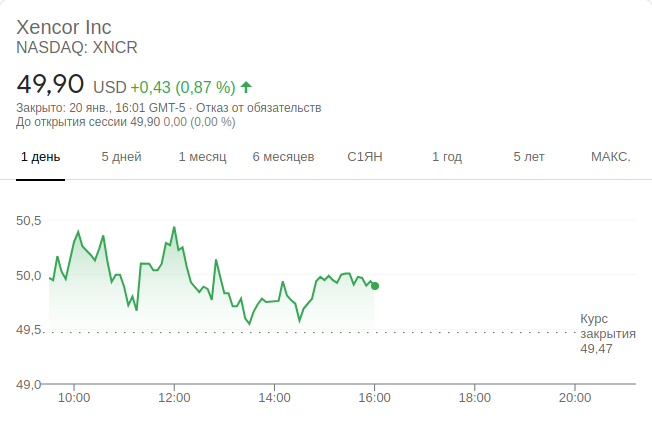 Xencor Inc
NASDAQ: XNCR
49,90 USD +0,43 (0,87 %)
Закрыто: 20 янв., 16:01 GMT-5 · Отказ от обязательств
До открытия сессии 49,90 0,00 (0,00 %)
1 день 5 дней 1 месяц 6 месяцев С1ЯН 1 год 5 лет МАКС.
50,5
50,0
49,5
49,0
Курс
закрытия
49,47
10:00 12:00 14:00 16:00 18:00 20:00